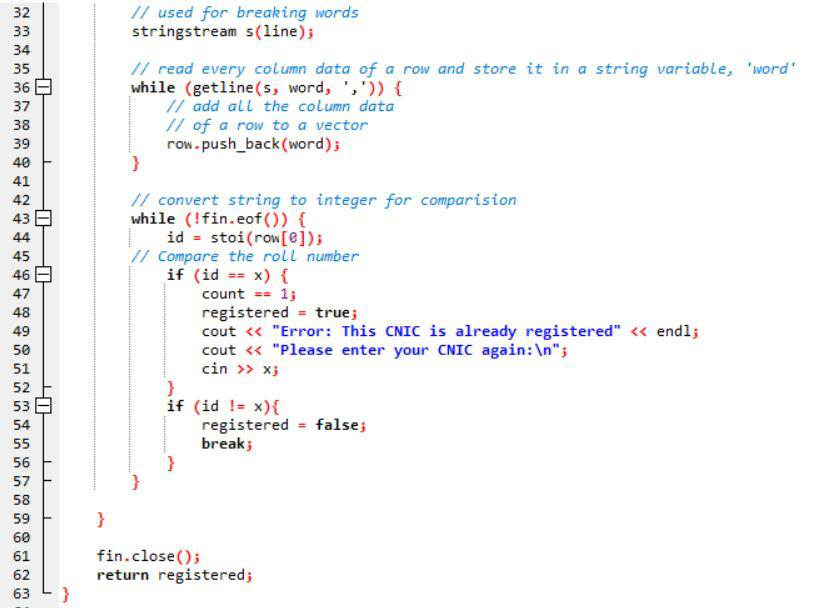 32 // used for breaking words
33 stringstream s(line);
34
35 // read every column data of a row and store it in a string variable, 'word'
36 while (getline(s, word, ',')) {
37 // add all the column data
38 // of a row to a vector
39 row.push_back(word);
40 }
41
42 // convert string to integer for comparision
43 while (!fin.eof()) {
44 id = stoi(row[0]);
45 // Compare the roll number
46 if (id == x) {
47 count == 1;
48 registered = true;
49 cout << "Error: This CNIC is already registered" << endl;
50 cout << "Please enter your CNIC again:\n";
51 cin >> x;
52 }
53 if (id != x){
54 registered = false;
55 break;
56 }
57 }
58
59 }
60
61 fin.close();
62 return registered;
63 }